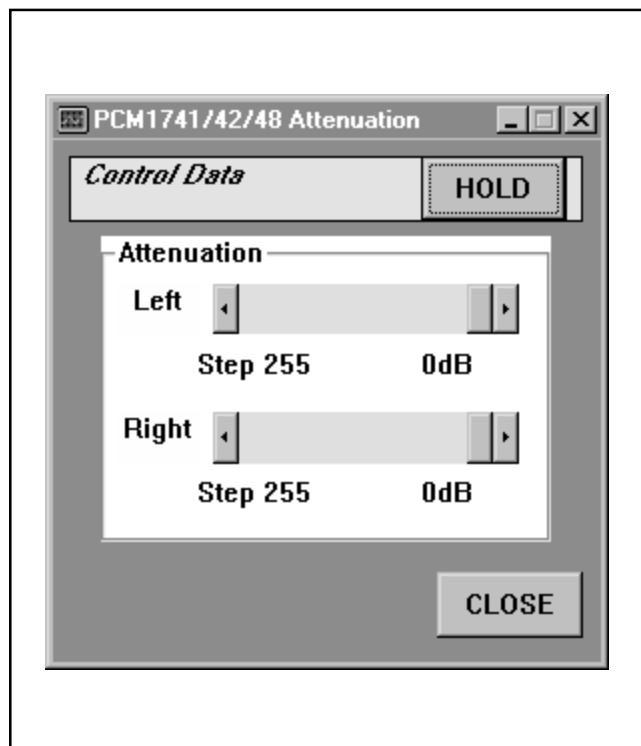 PCM1741/42/48 Attenuation
Control Data
HOLD
Attenuation
Left
Step 255 0dB
Right
Step 255 0dB
CLOSE